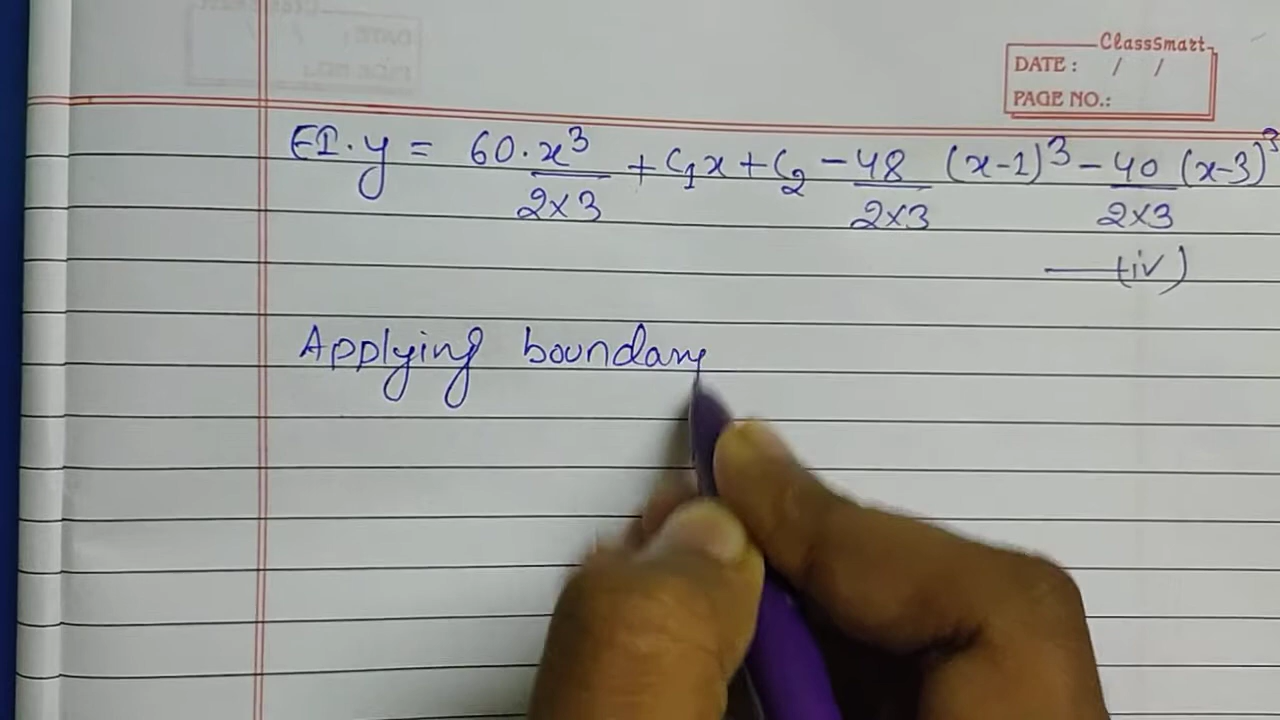 ClassSmart
DATE : / /
PAGE NO.:
EI.y = 60.x³/2×3 + C₁x + C₂ - 48/2×3 (x-1)³ - 40/2×3 (x-3)³
—(iv)
Applying boundary